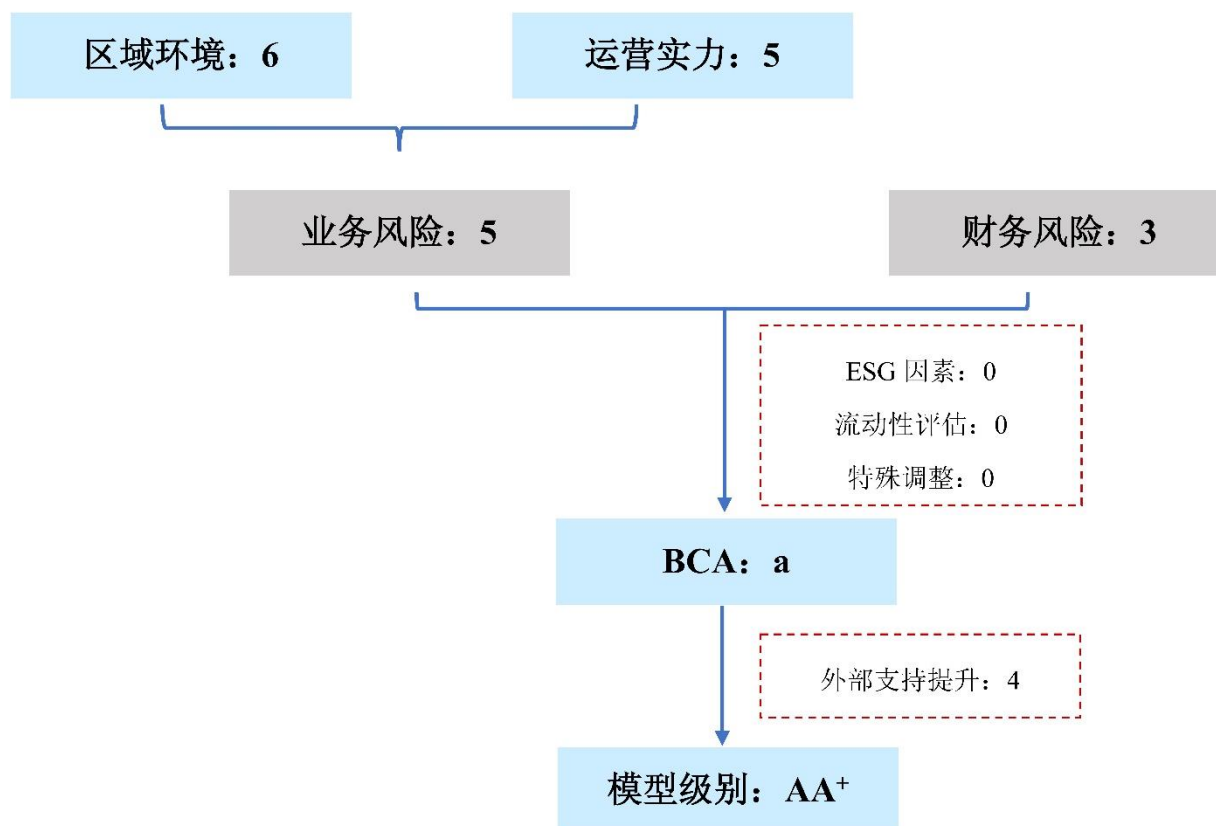 区域环境：6
运营实力：5
业务风险：5
财务风险：3
ESG 因素：0
流动性评估：0
特殊调整：0
BCA：a
外部支持提升：4
模型级别：AA⁺